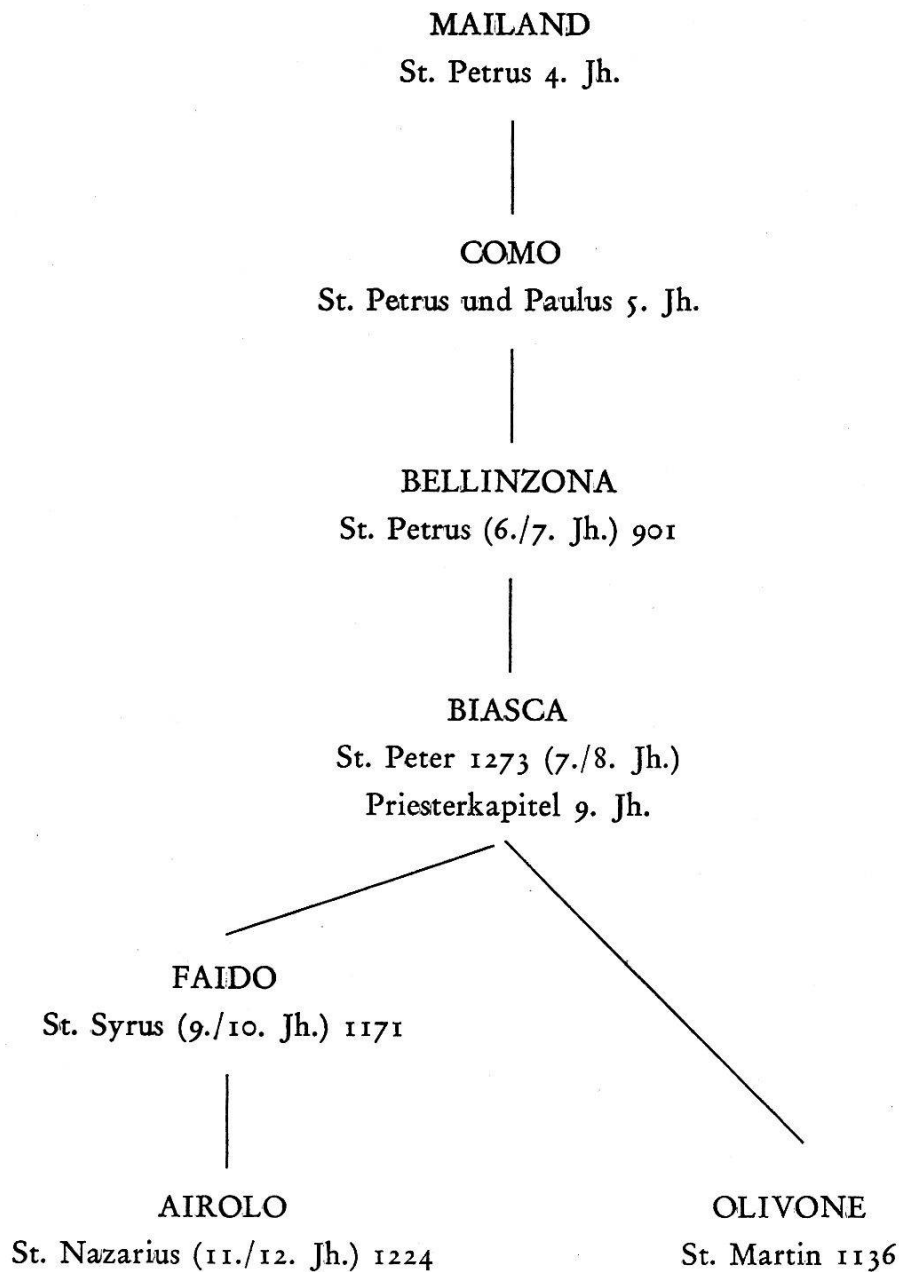 MAILAND
St. Petrus 4. Jh.
COMO
St. Petrus und Paulus 5. Jh.
BELLINZONA
St. Petrus (6./7. Jh.) 901
BIASCA
St. Peter 1273 (7./8. Jh.)
Priesterkapitel 9. Jh.
FAIDO
St. Syrus (9./10. Jh.) 1171
AIROLO
St. Nazarius (11./12. Jh.) 1224
OLIVONE
St. Martin 1136